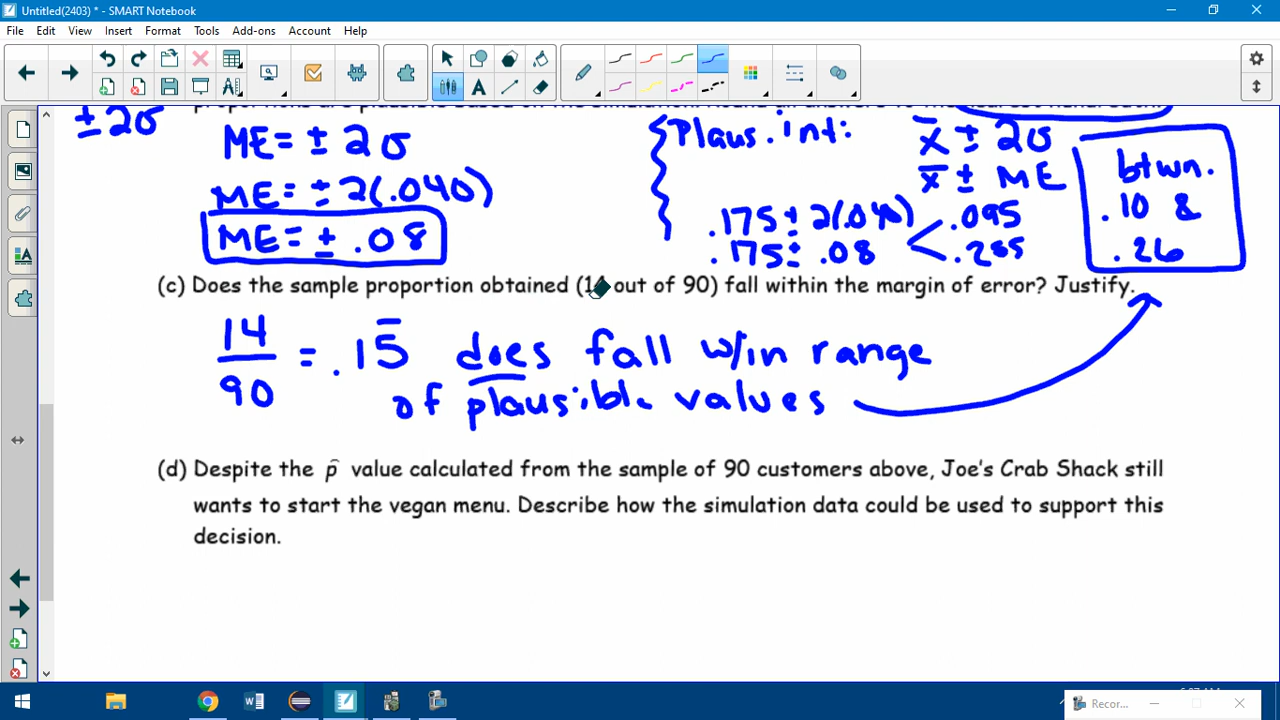 Untitled(2403) * - SMART Notebook
File Edit View Insert Format Tools Add-ons Account Help
± 2σ
ME = ± 2σ
ME = ± 2(.040)
ME = ± .08
Plaus. int:
x̄ ± 2σ
x̄ ± ME
.175 ± 2(.040)
.175 ± .08
< .095
.255
btwn.
.10 &
.26
(c) Does the sample proportion obtained (14 out of 90) fall within the margin of error? Justify.
14/90 = .15̄ does fall w/in range
of plausible values
(d) Despite the p̂ value calculated from the sample of 90 customers above, Joe's Crab Shack still
wants to start the vegan menu. Describe how the simulation data could be used to support this
decision.
Recor...